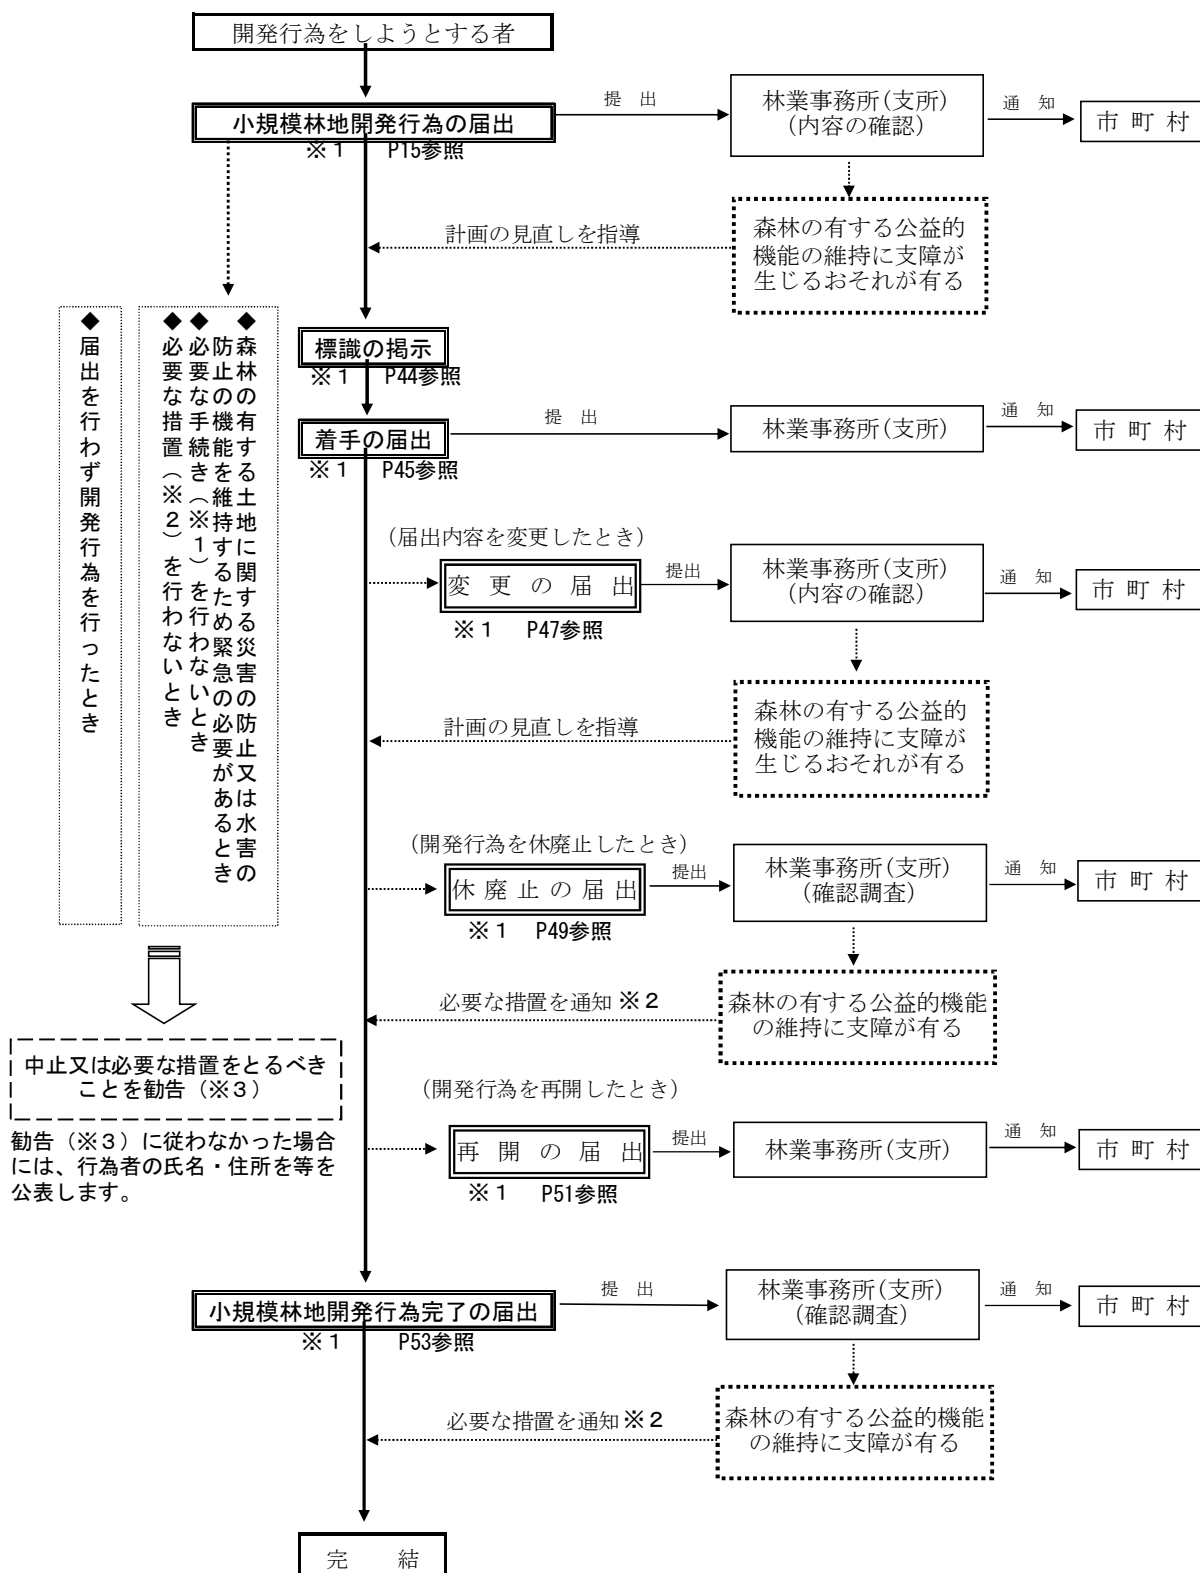 開発行為をしようとする者
小規模林地開発行為の届出
※１　P15参照
提 出
林業事務所(支所)
(内容の確認)
通 知
市 町 村
森林の有する公益的
機能の維持に支障が
生じるおそれが有る
計画の見直しを指導
標識の掲示
※１　P44参照
着手の届出
※１　P45参照
提 出
林業事務所(支所)
通 知
市 町 村
◆森林の有する土地に関する災害の防止又は水害の
防止の機能を維持するため緊急の必要があるとき
◆必要な手続き（※１）を行わないとき
◆必要な措置（※２）を行わないとき
◆届出を行わず開発行為を行ったとき
(届出内容を変更したとき)
変 更 の 届 出
※１　P47参照
提出
林業事務所(支所)
(内容の確認)
通 知
市 町 村
森林の有する公益的
機能の維持に支障が
生じるおそれが有る
計画の見直しを指導
(開発行為を休廃止したとき)
休 廃 止 の 届 出
※１　P49参照
提出
林業事務所(支所)
(確認調査)
通 知
市 町 村
森林の有する公益的機能
の維持に支障が有る
必要な措置を通知※２
中止又は必要な措置をとるべき
ことを勧告（※３）
勧告（※３）に従わなかった場合
には、行為者の氏名・住所を等を
公表します。
(開発行為を再開したとき)
再 開 の 届 出
※１　P51参照
提出
林業事務所(支所)
通 知
市 町 村
小規模林地開発行為完了の届出
※１　P53参照
提 出
林業事務所(支所)
(確認調査)
通 知
市 町 村
森林の有する公益的機能
の維持に支障が有る
必要な措置を通知※２
完 結